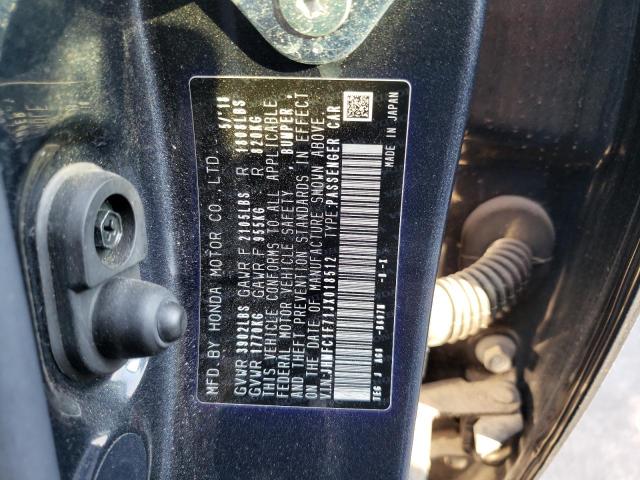 MFD. BY HONDA MOTOR CO., LTD. 5/'18
GVWR 3902LBS GAWR F 2105LBS R 1808LBS
GVWR 1770KG GAWR F 955KG R 820KG
THIS VEHICLE CONFORMS TO ALL APPLICABLE
FEDERAL MOTOR VEHICLE SAFETY, BUMPER,
AND THEFT PREVENTION STANDARDS IN EFFECT
ON THE DATE OF MANUFACTURE SHOWN ABOVE.
TYPE:PASSENGER CAR
MADE IN JAPAN